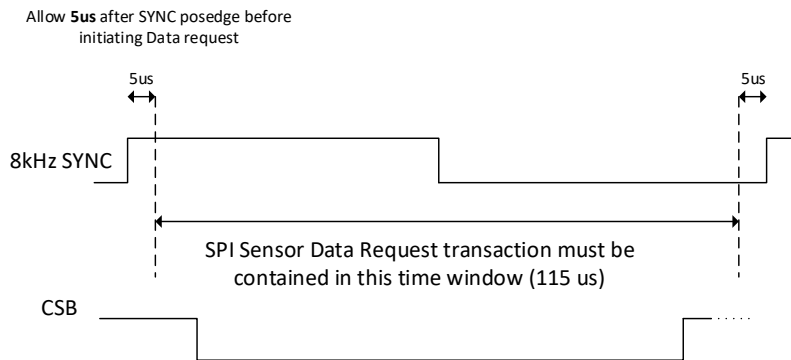 Allow 5us after SYNC posedge before
initiating Data request
5us
5us
8kHz SYNC
SPI Sensor Data Request transaction must be
contained in this time window (115 us)
CSB